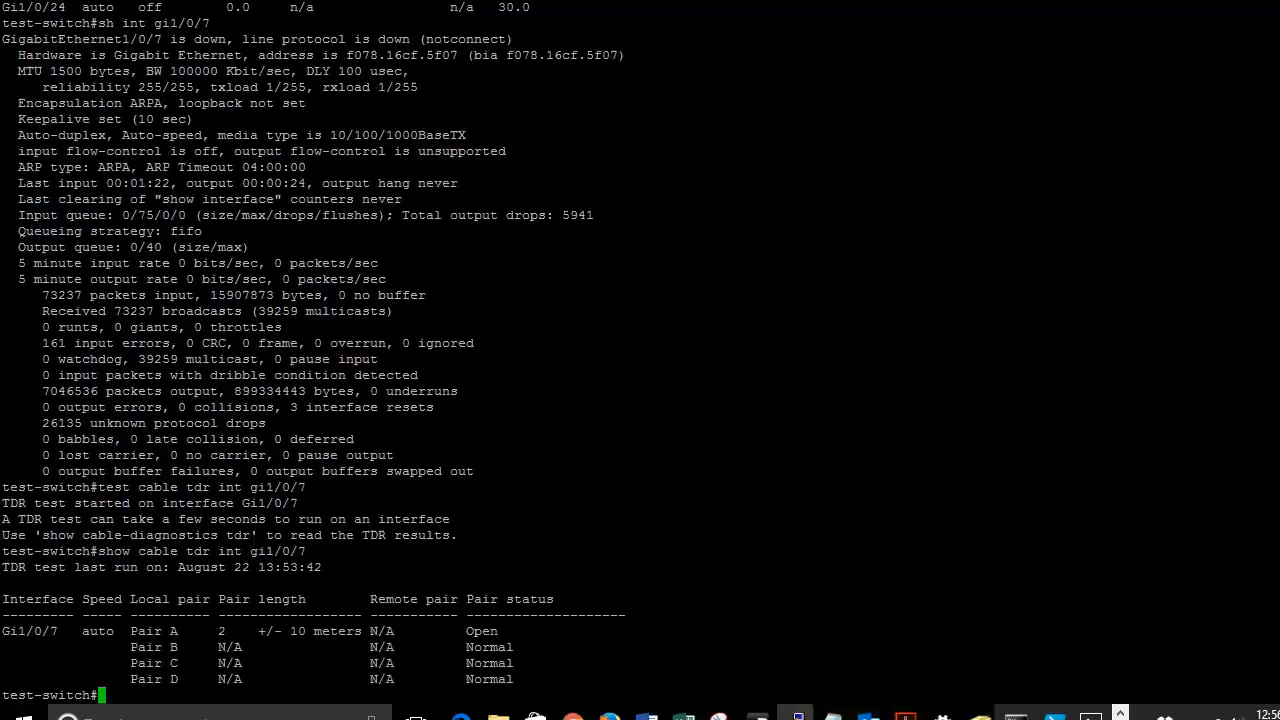 Gi1/0/24  auto   off        0.0     n/a                 n/a  30.0
test-switch#sh int gi1/0/7
GigabitEthernet1/0/7 is down, line protocol is down (notconnect)
  Hardware is Gigabit Ethernet, address is f078.16cf.5f07 (bia f078.16cf.5f07)
  MTU 1500 bytes, BW 100000 Kbit/sec, DLY 100 usec,
     reliability 255/255, txload 1/255, rxload 1/255
  Encapsulation ARPA, loopback not set
  Keepalive set (10 sec)
  Auto-duplex, Auto-speed, media type is 10/100/1000BaseTX
  input flow-control is off, output flow-control is unsupported
  ARP type: ARPA, ARP Timeout 04:00:00
  Last input 00:01:22, output 00:00:24, output hang never
  Last clearing of "show interface" counters never
  Input queue: 0/75/0/0 (size/max/drops/flushes); Total output drops: 5941
  Queueing strategy: fifo
  Output queue: 0/40 (size/max)
  5 minute input rate 0 bits/sec, 0 packets/sec
  5 minute output rate 0 bits/sec, 0 packets/sec
     73237 packets input, 15907873 bytes, 0 no buffer
     Received 73237 broadcasts (39259 multicasts)
     0 runts, 0 giants, 0 throttles
     161 input errors, 0 CRC, 0 frame, 0 overrun, 0 ignored
     0 watchdog, 39259 multicast, 0 pause input
     0 input packets with dribble condition detected
     7046536 packets output, 899334443 bytes, 0 underruns
     0 output errors, 0 collisions, 3 interface resets
     26135 unknown protocol drops
     0 babbles, 0 late collision, 0 deferred
     0 lost carrier, 0 no carrier, 0 pause output
     0 output buffer failures, 0 output buffers swapped out
test-switch#test cable tdr int gi1/0/7
TDR test started on interface Gi1/0/7
A TDR test can take a few seconds to run on an interface
Use 'show cable-diagnostics tdr' to read the TDR results.
test-switch#show cable tdr int gi1/0/7
TDR test last run on: August 22 13:53:42
Interface Speed Local pair Pair length        Remote pair Pair status
--------- ----- ---------- ------------------ ----------- --------------------
Gi1/0/7   auto  Pair A     2    +/- 10 meters N/A         Open
                Pair B     N/A                N/A         Normal
                Pair C     N/A                N/A         Normal
                Pair D     N/A                N/A         Normal
test-switch#